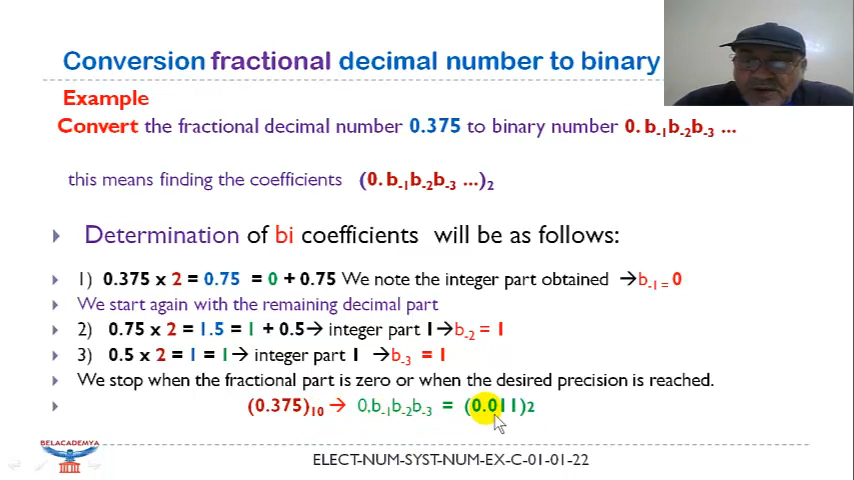 Conversion fractional decimal number to binary
Example
Convert the fractional decimal number 0.375 to binary number 0. b-1b-2b-3 ...
this means finding the coefficients (0. b-1b-2b-3 ...)2
Determination of bi coefficients will be as follows:
1) 0.375 x 2 = 0.75 = 0 + 0.75 We note the integer part obtained →b-1 = 0
We start again with the remaining decimal part
2) 0.75 x 2 = 1.5 = 1 + 0.5→ integer part 1→b-2 = 1
3) 0.5 x 2 = 1 = 1→ integer part 1 →b-3 = 1
We stop when the fractional part is zero or when the desired precision is reached.
(0.375)10 → 0,b-1b-2b-3 = (0.011)2
BELACADEMYA
ELECT-NUM-SYST-NUM-EX-C-01-01-22